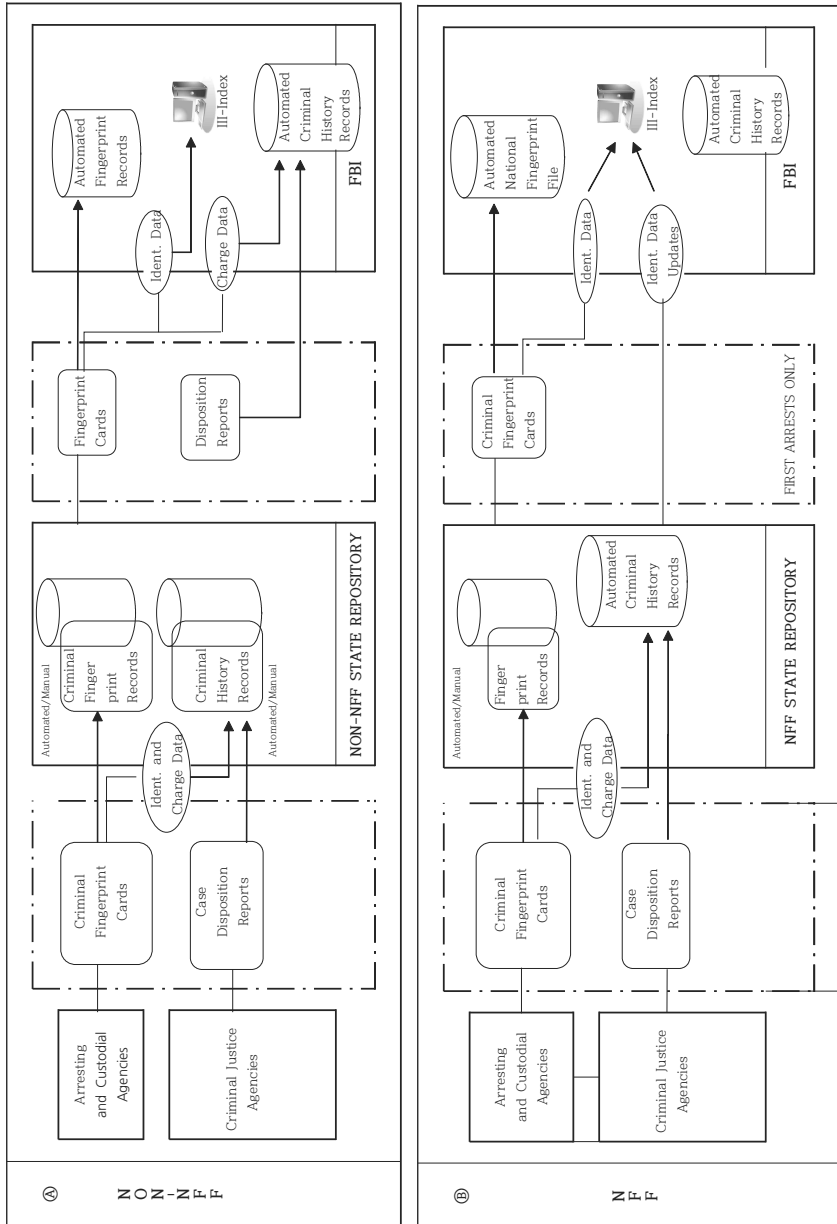 Ⓐ
NON-NFF
Arresting
and Custodial
Agencies
Criminal Justice
Agencies
Criminal
Fingerprint
Cards
Case
Disposition
Reports
Ident. and
Charge Data
Automated/Manual
Criminal
Finger
print
Records
Criminal
History
Records
Automated/Manual
NON-NFF STATE REPOSITORY
Fingerprint
Cards
Disposition
Reports
Ident. Data
Charge Data
Automated
Fingerprint
Records
III-Index
Automated
Criminal
History
Records
FBI
Ⓑ
NFF
Arresting
and Custodial
Agencies
Criminal Justice
Agencies
Criminal
Fingerprint
Cards
Case
Disposition
Reports
Ident. and
Charge Data
Automated/Manual
Finger
print
Records
Automated
Criminal
History
Records
NFF STATE REPOSITORY
Criminal
Fingerprint
Cards
FIRST ARRESTS ONLY
Ident. Data
Ident. Data
Updates
Automated
National
Fingerprint
File
III-Index
Automated
Criminal
History
Records
FBI